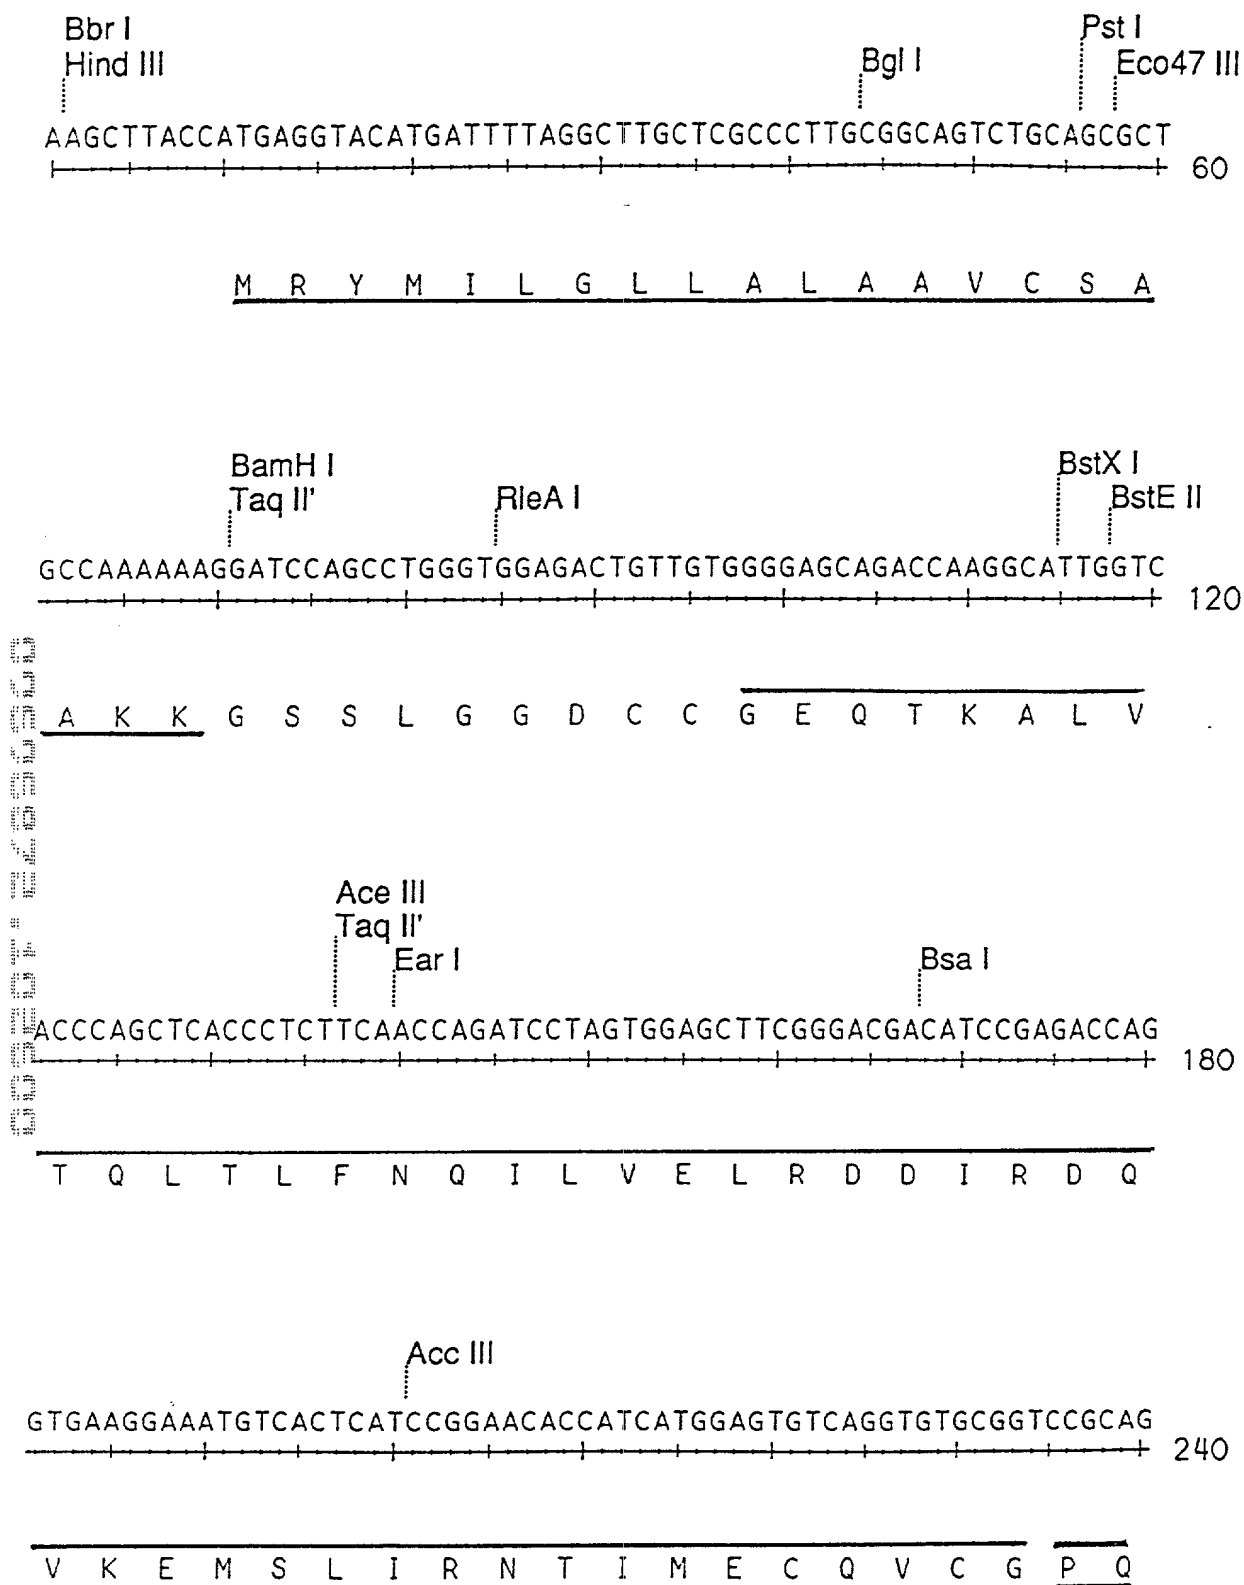 Bbr I
Hind III
Bgl I
Pst I
Eco47 III
AAGCTTACCATGAGGTACATGATTTTAGGCTTGCTCGCCCTTGCGGCAGTCTGCAGCGCT
60
M R Y M I L G L L A L A A V C S A
BamH I
Taq II'
RleA I
BstX I
BstE II
GCCAAAAAAGGATCCAGCCTGGGTGGAGACTGTTGTGGGGAGCAGACCAAGGCATTGGTC
120
A K K G S S L G G D C C G E Q T K A L V
Ace III
Taq II'
Ear I
Bsa I
ACCCAGCTCACCCTCTTCAACCAGATCCTAGTGGAGCTTCGGGACGACATCCGAGACCAG
180
T Q L T L F N Q I L V E L R D D I R D Q
Acc III
GTGAAGGAAATGTCACTCATCCGGAACACCATCATGGAGTGTCAGGTGTGCGGTCCGCAG
240
V K E M S L I R N T I M E C Q V C G P Q